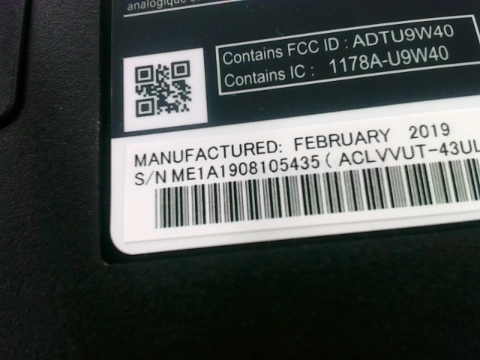 analogique
Contains FCC ID : ADTU9W40
Contains IC : 1178A-U9W40
MANUFACTURED: FEBRUARY 2019
S/N ME1A1908105435 ( ACLVVUT-43UL